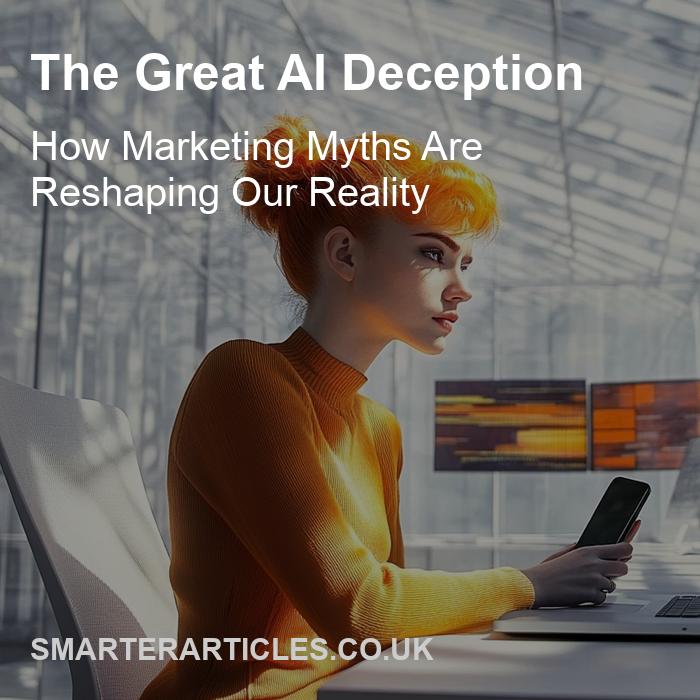 The Great AI Deception
How Marketing Myths Are
Reshaping Our Reality
SMARTERARTICLES.CO.UK